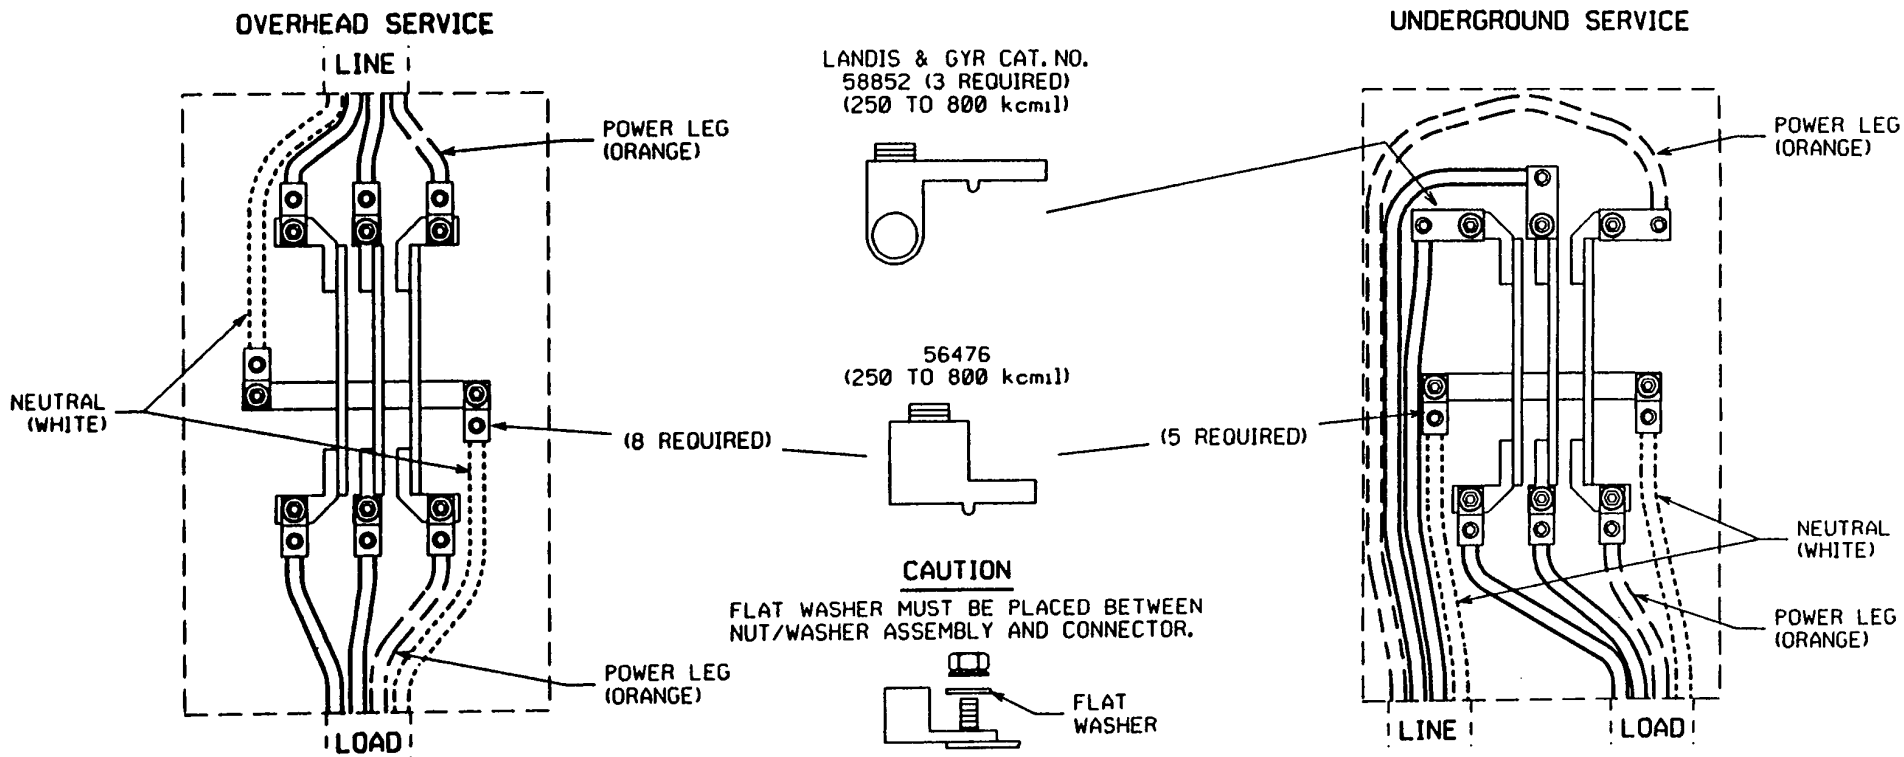 OVERHEAD SERVICE
LINE
POWER LEG
(ORANGE)
NEUTRAL
(WHITE)
(8 REQUIRED)
POWER LEG
(ORANGE)
LOAD
LANDIS & GYR CAT. NO.
58852 (3 REQUIRED)
(250 TO 800 kcmil)
56476
(250 TO 800 kcmil)
(5 REQUIRED)
CAUTION
FLAT WASHER MUST BE PLACED BETWEEN
NUT/WASHER ASSEMBLY AND CONNECTOR.
FLAT
WASHER
UNDERGROUND SERVICE
POWER LEG
(ORANGE)
NEUTRAL
(WHITE)
POWER LEG
(ORANGE)
LINE
LOAD